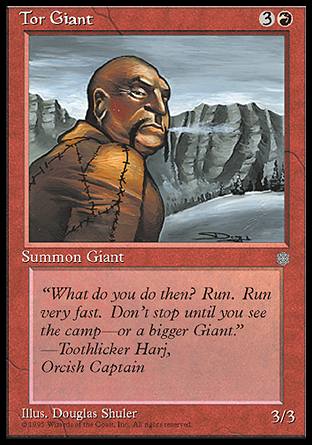 Tor Giant 3
Summon Giant
“What do you do then? Run. Run
very fast. Don’t stop until you see
the camp—or a bigger Giant.”
—Toothlicker Harj,
Orcish Captain
Illus. Douglas Shuler
3/3
©1995 Wizards of the Coast, Inc. All rights reserved.